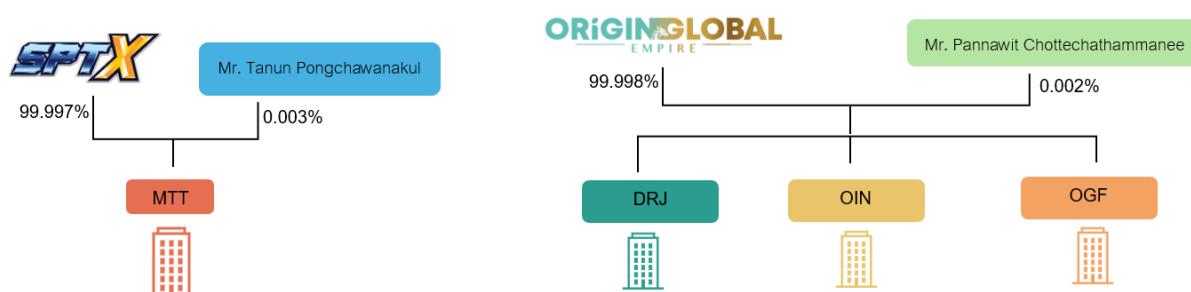 SPTX
Mr. Tanun Pongchawanakul
99.997%
0.003%
MTT
ORiGIN GLOBAL
EMPIRE
Mr. Pannawit Chottechathammanee
99.998%
0.002%
DRJ
OIN
OGF